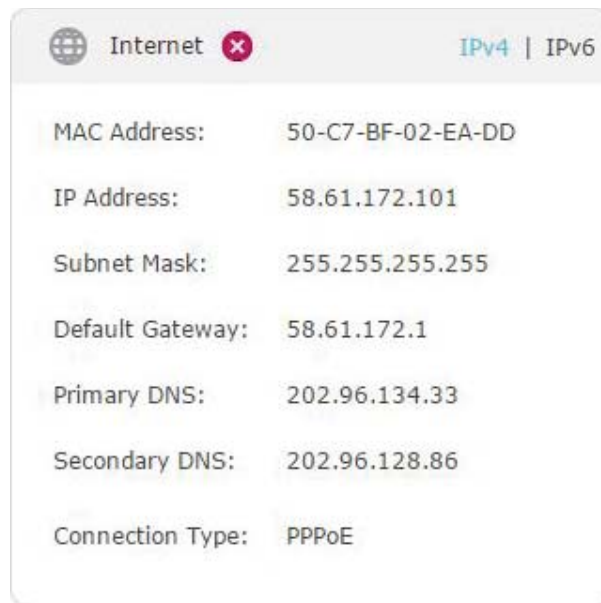 Internet IPv4 | IPv6
MAC Address: 50-C7-BF-02-EA-DD
IP Address: 58.61.172.101
Subnet Mask: 255.255.255.255
Default Gateway: 58.61.172.1
Primary DNS: 202.96.134.33
Secondary DNS: 202.96.128.86
Connection Type: PPPoE